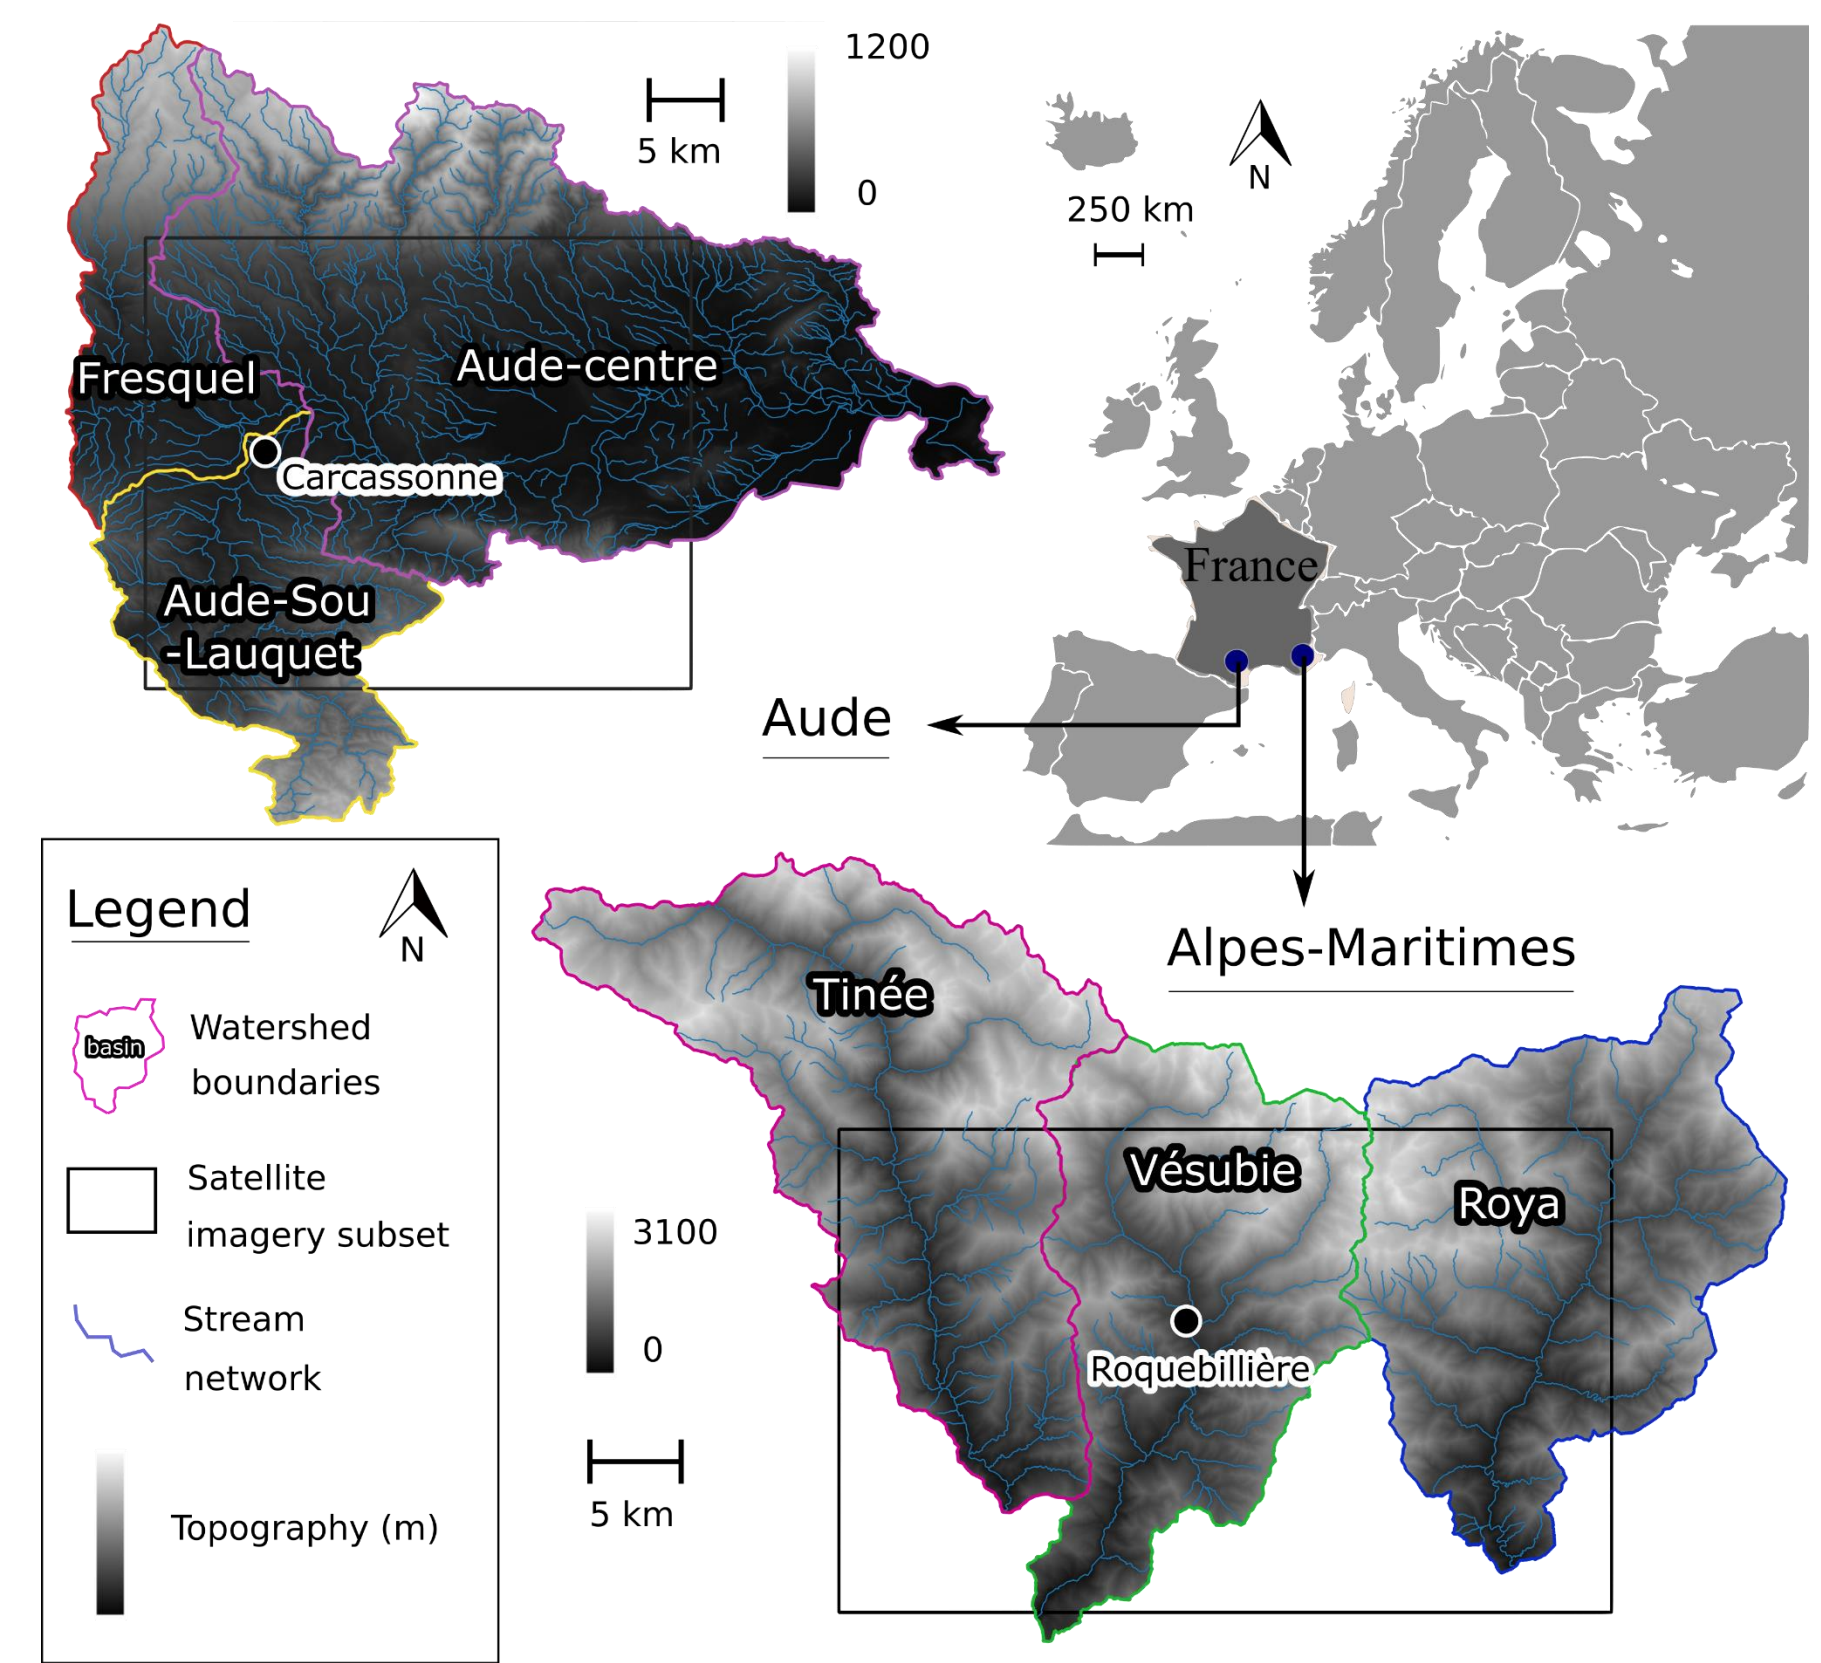 1200
5 km
0
Fresquel
Aude-centre
Carcassonne
Aude-Sou
-Lauquet
N
250 km
France
Aude
Alpes-Maritimes
Legend
N
basin
Watershed
boundaries
Satellite
imagery subset
Stream
network
Topography (m)
Tinée
Vésubie
Roya
3100
0
Roquebillière
5 km